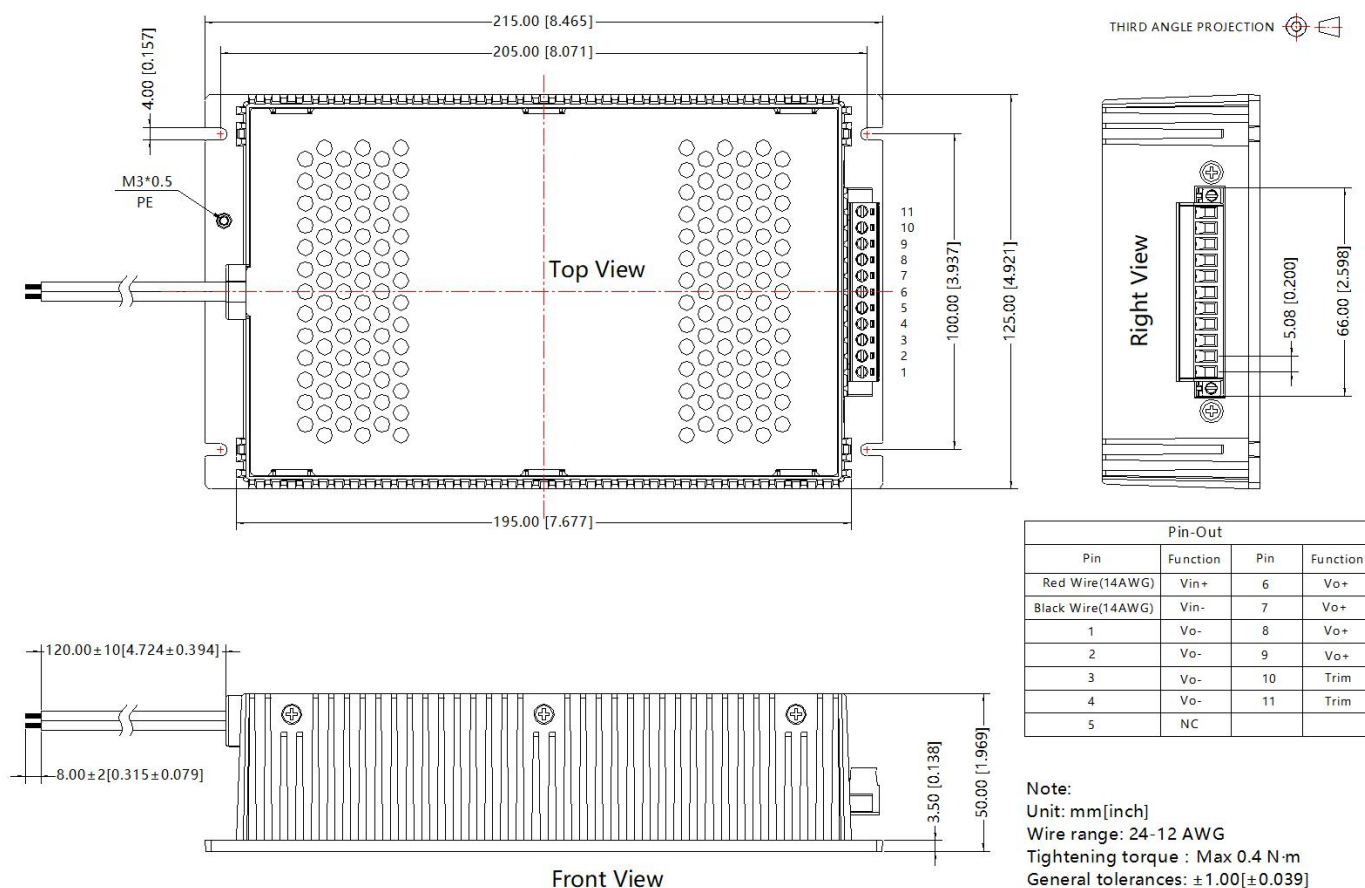 215.00 [8.465]
THIRD ANGLE PROJECTION
205.00 [8.071]
4.00 [0.157]
M3*0.5
PE
Top View
11
10
9
8
7
6
5
4
3
2
1
100.00 [3.937]
125.00 [4.921]
Right View
5.08 [0.200]
66.00 [2.598]
195.00 [7.677]
Pin-Out
Pin Function Pin Function
Red Wire(14AWG) Vin+ 6 Vo+
Black Wire(14AWG) Vin- 7 Vo+
1 Vo- 8 Vo+
2 Vo- 9 Vo+
3 Vo- 10 Trim
4 Vo- 11 Trim
5 NC
120.00±10[4.724±0.394]
8.00±2[0.315±0.079]
3.50 [0.138]
50.00 [1.969]
Front View
Note:
Unit: mm[inch]
Wire range: 24-12 AWG
Tightening torque : Max 0.4 N·m
General tolerances: ±1.00[±0.039]